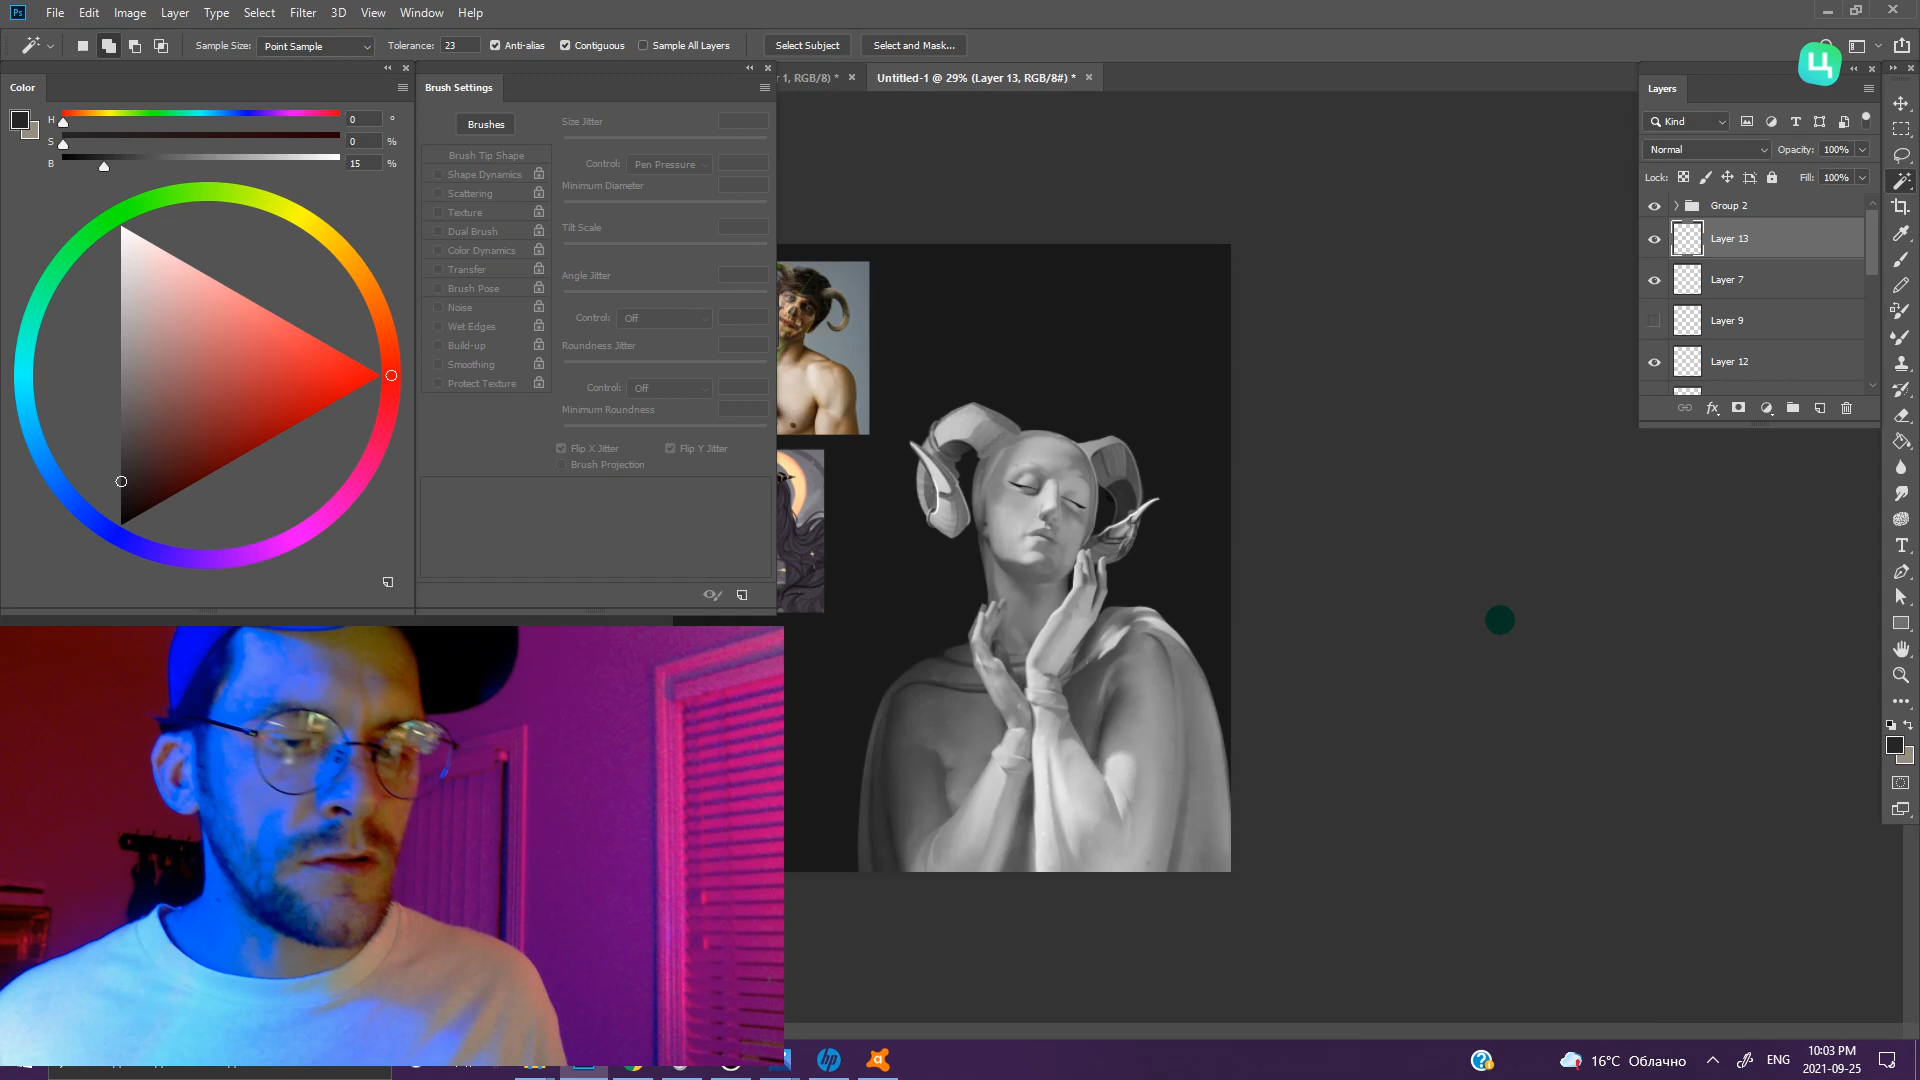 Ps File Edit Image Layer Type Select Filter 3D View Window Help
Sample Size: Point Sample Tolerance: 23 Anti-alias Contiguous Sample All Layers Select Subject Select and Mask...
r 1, RGB/8) * Untitled-1 @ 29% (Layer 13, RGB/8#) *
Ц
Color
H 0 °
S 0 %
B 15 %
Brush Settings
Brushes
Brush Tip Shape
Shape Dynamics
Scattering
Texture
Dual Brush
Color Dynamics
Transfer
Brush Pose
Noise
Wet Edges
Build-up
Smoothing
Protect Texture
Size Jitter
Control: Pen Pressure
Minimum Diameter
Tilt Scale
Angle Jitter
Control: Off
Roundness Jitter
Control: Off
Minimum Roundness
Flip X Jitter Flip Y Jitter
Brush Projection
Layers
Kind
Normal Opacity: 100%
Lock: Fill: 100%
Group 2
Layer 13
Layer 7
Layer 9
Layer 12
fx
T
hp
16°C Облачно ENG 10:03 PM
2021-09-25